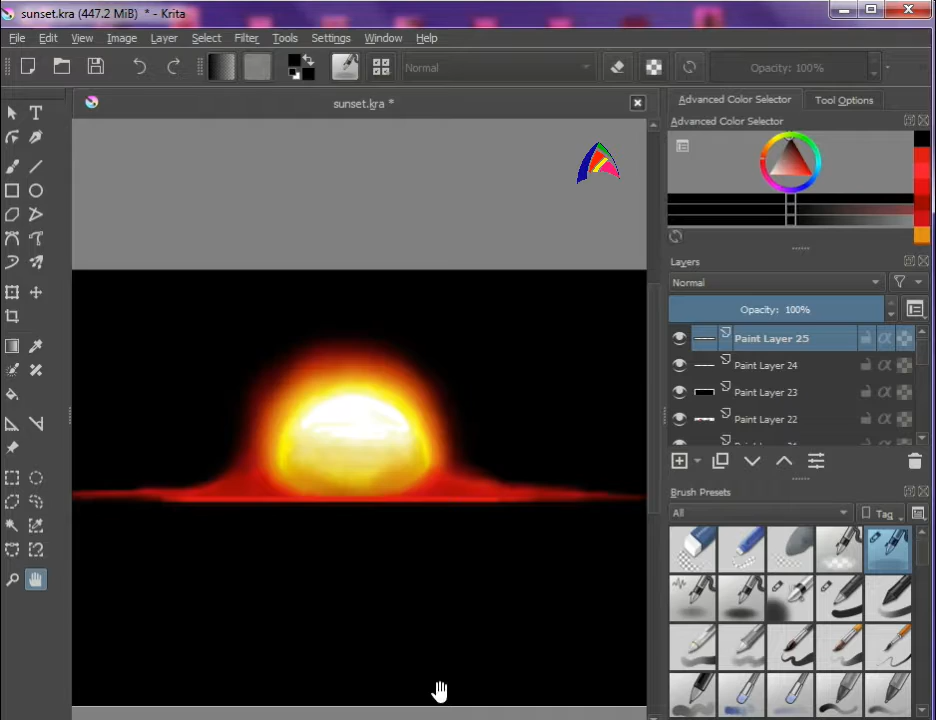 sunset.kra (447.2 MiB) * - Krita
File Edit View Image Layer Select Filter Tools Settings Window Help
Normal
Opacity: 100%
sunset.kra *
Advanced Color Selector
Tool Options
Advanced Color Selector
Layers
Normal
Opacity: 100%
Paint Layer 25
Paint Layer 24
Paint Layer 23
Paint Layer 22
Brush Presets
All
Tag